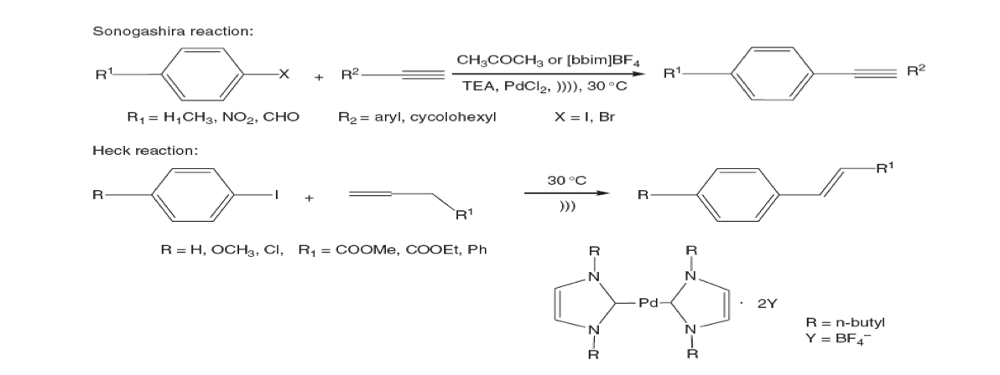 Sonogashira reaction:
R¹ X + R² CH₃COCH₃ or [bbim]BF₄ R¹ R²
TEA, PdCl₂, )))), 30 °C
R₁ = H₁CH₃, NO₂, CHO R₂ = aryl, cycolohexyl X = I, Br
Heck reaction:
R I + R¹ 30 °C R R¹
)))
R = H, OCH₃, Cl, R₁ = COOMe, COOEt, Ph
R R
N N
Pd · 2Y
N N
R R
R = n-butyl
Y = BF₄⁻